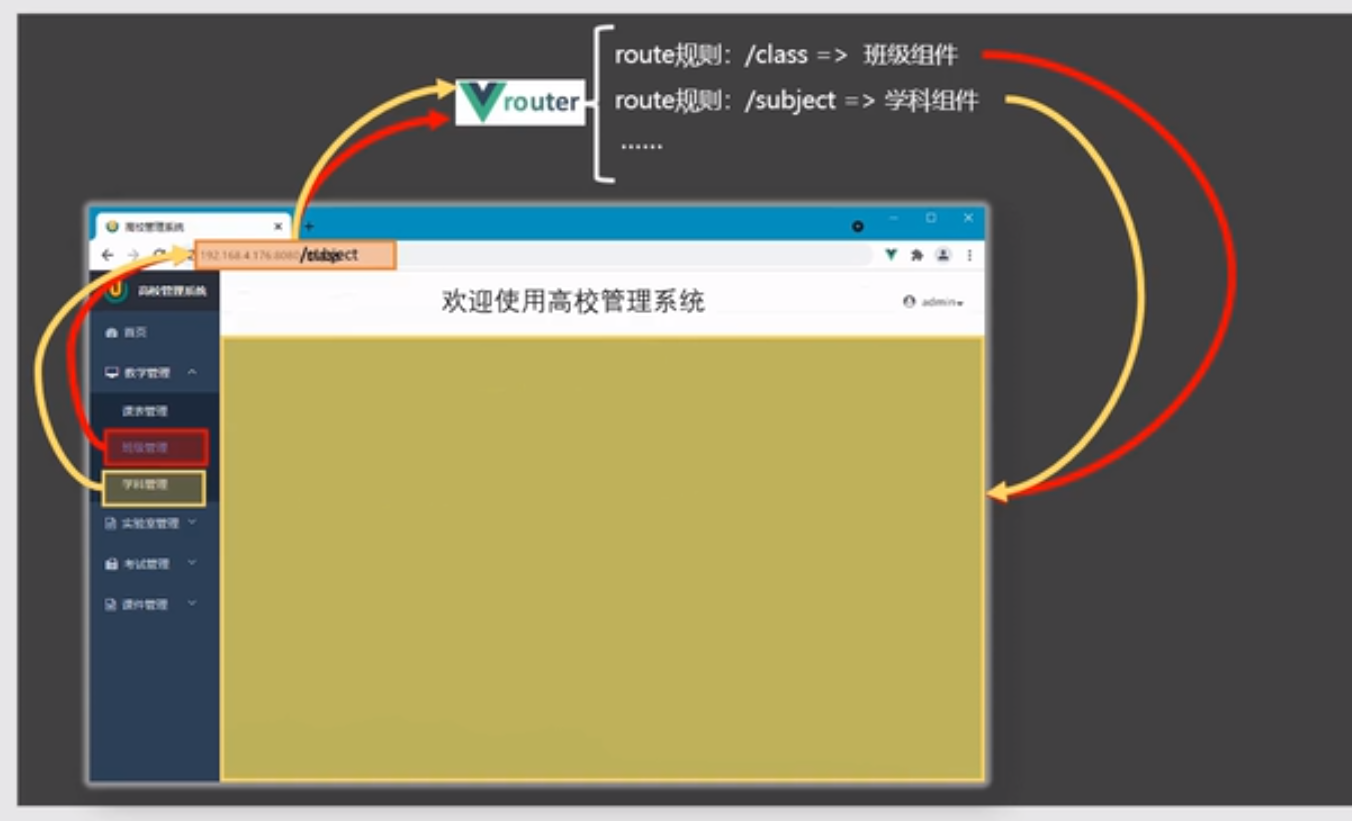 route规则：/class => 班级组件
router
route规则：/subject => 学科组件
......
高校管理系统
192.168.4.176:8080
/subject
高校管理系统
欢迎使用高校管理系统
admin
首页
教学管理
课表管理
班级管理
学科管理
实验室管理
考试管理
课件管理